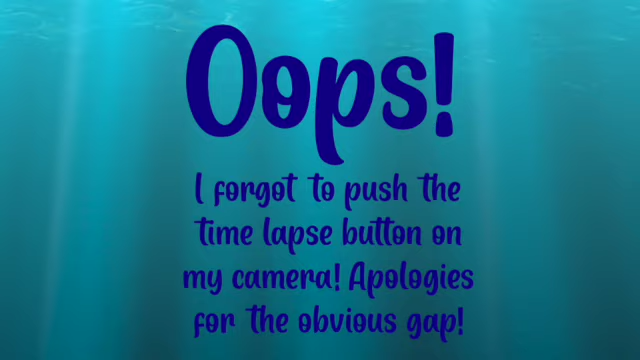 Oops!
I forgot to push the
time lapse button on
my camera! Apologies
for the obvious gap!